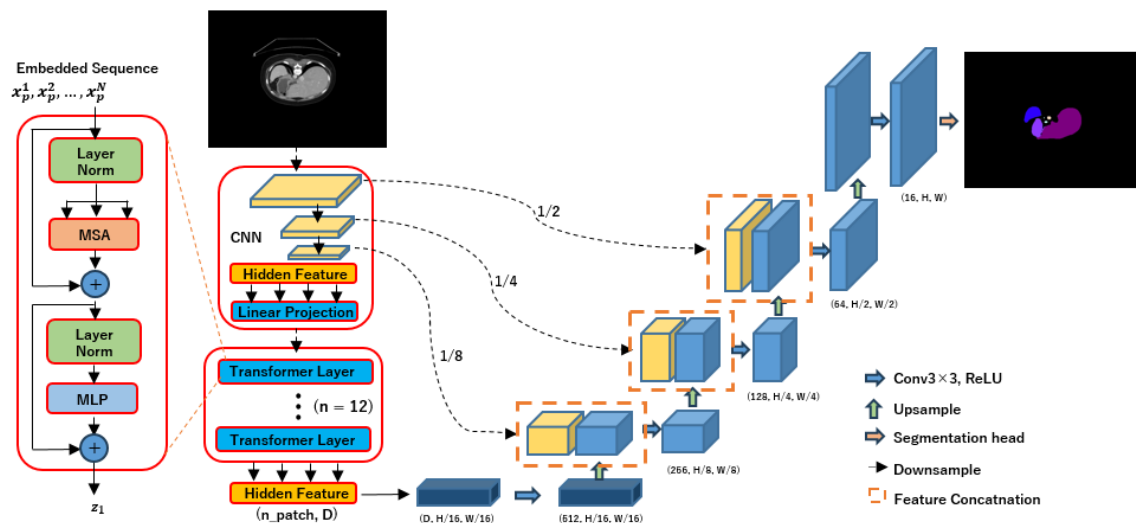 Embedded Sequence
x_p^1, x_p^2, ... , x_p^N
Layer
Norm
MSA
+
Layer
Norm
MLP
+
z_1
CNN
Hidden Feature
Linear Projection
Transformer Layer
(n = 12)
Transformer Layer
Hidden Feature
(n_patch, D)
1/2
1/4
1/8
(D, H/16, W/16)
(512, H/16, W/16)
(256, H/8, W/8)
(128, H/4, W/4)
(64, H/2, W/2)
(16, H, W)
Conv3×3, ReLU
Upsample
Segmentation head
Downsample
Feature Concatnation